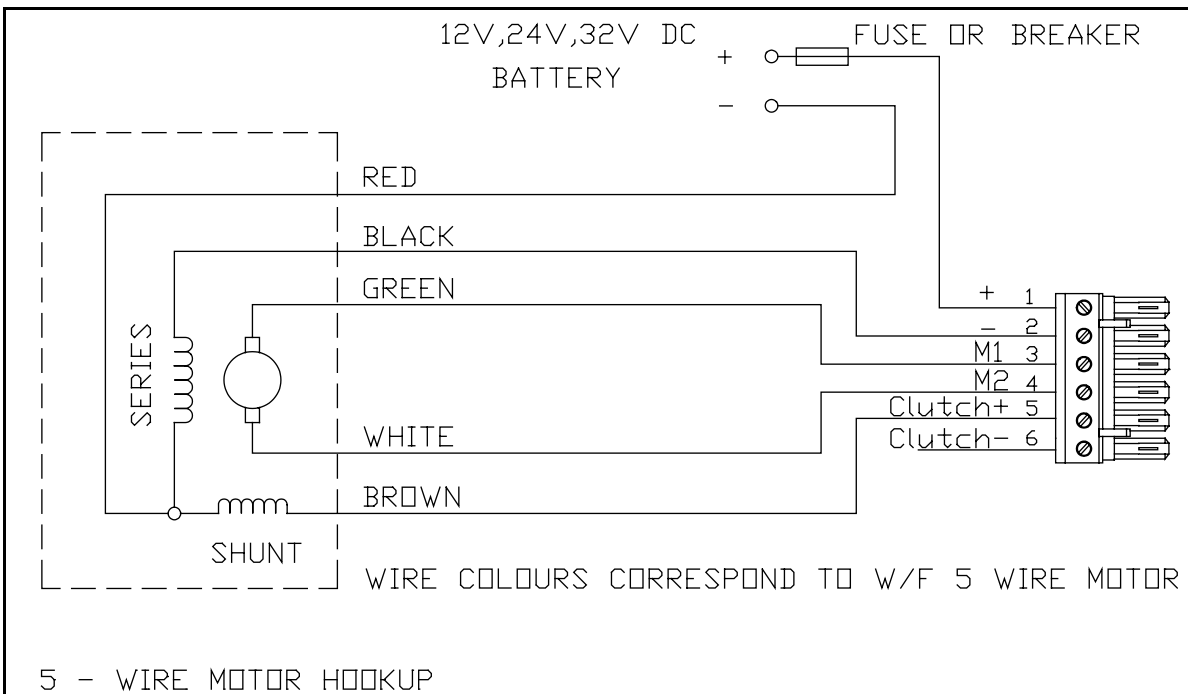 12V,24V,32V DC
BATTERY
+
-
FUSE OR BREAKER
RED
BLACK
GREEN
SERIES
WHITE
BROWN
SHUNT
+ 1
- 2
M1 3
M2 4
Clutch+ 5
Clutch- 6
WIRE COLOURS CORRESPOND TO W/F 5 WIRE MOTOR
5 - WIRE MOTOR HOOKUP